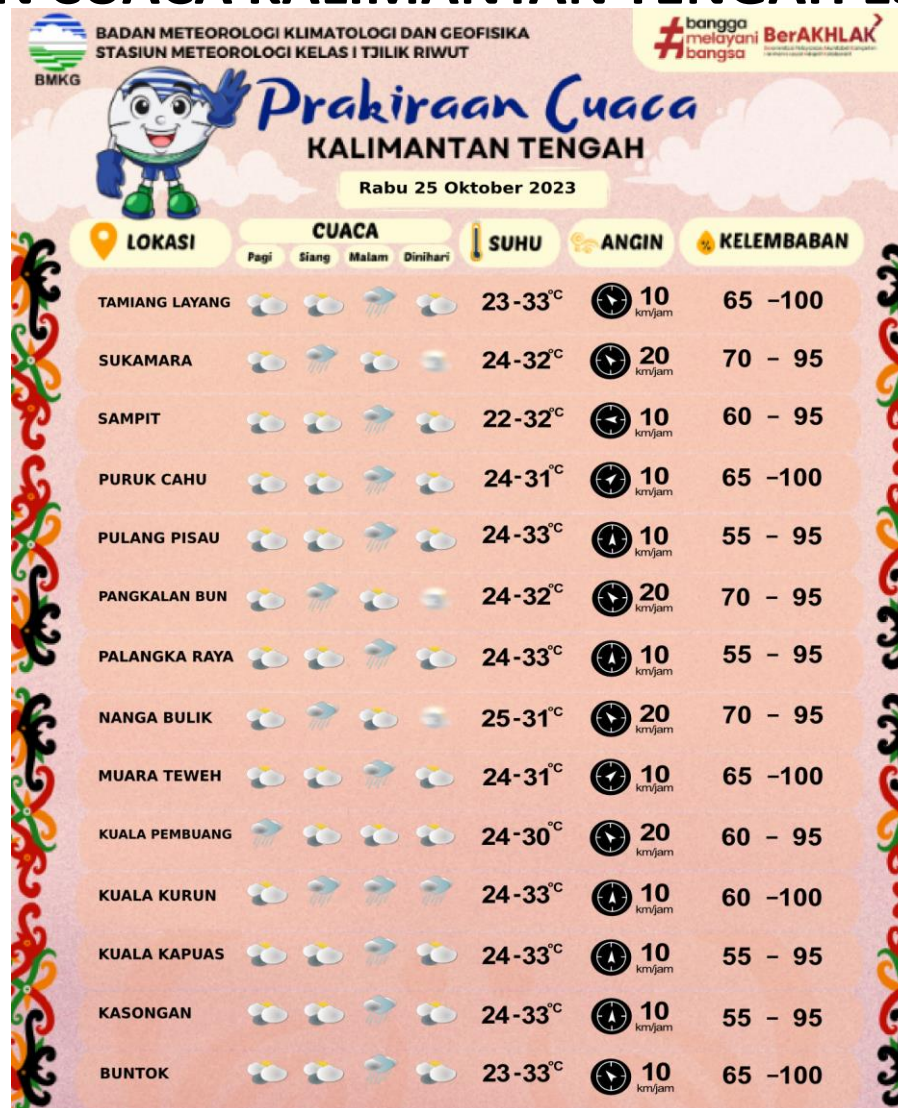 N CUACA KALIMANTAN TENGAH
BADAN METEOROLOGI KLIMATOLOGI DAN GEOFISIKA
STASIUN METEOROLOGI KELAS I TJILIK RIWUT
BMKG
#bangga
melayani
bangsa
BerAKHLAK
Prakiraan Cuaca
KALIMANTAN TENGAH
Rabu 25 Oktober 2023
LOKASI CUACA SUHU ANGIN % KELEMBABAN
Pagi Siang Malam Dinihari
TAMIANG LAYANG 23-33°C 10 km/jam 65 -100
SUKAMARA 24-32°C 20 km/jam 70 - 95
SAMPIT 22-32°C 10 km/jam 60 - 95
PURUK CAHU 24-31°C 10 km/jam 65 -100
PULANG PISAU 24-33°C 10 km/jam 55 - 95
PANGKALAN BUN 24-32°C 20 km/jam 70 - 95
PALANGKA RAYA 24-33°C 10 km/jam 55 - 95
NANGA BULIK 25-31°C 20 km/jam 70 - 95
MUARA TEWEH 24-31°C 10 km/jam 65 -100
KUALA PEMBUANG 24-30°C 20 km/jam 60 - 95
KUALA KURUN 24-33°C 10 km/jam 60 -100
KUALA KAPUAS 24-33°C 10 km/jam 55 - 95
KASONGAN 24-33°C 10 km/jam 55 - 95
BUNTOK 23-33°C 10 km/jam 65 -100